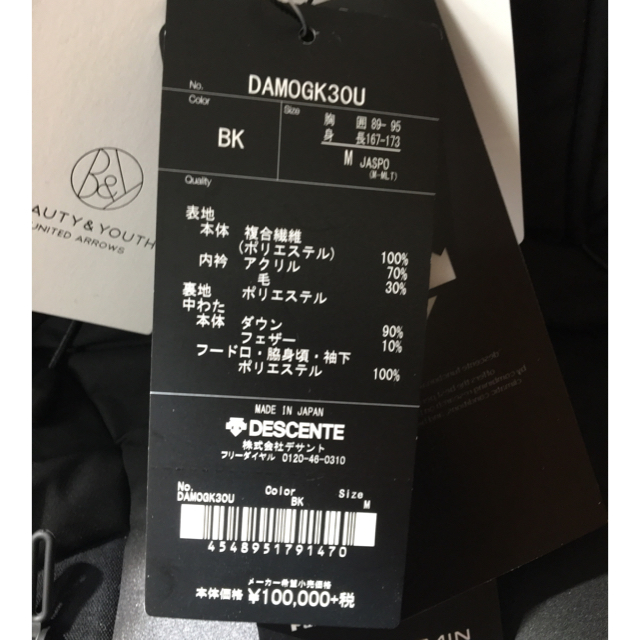 No. DAMOGK30U
Color BK
Size 胸 囲 89- 95
身 長167-173
M JASPO
(M-MLT)
Quality
表地
本体 複合繊維
(ポリエステル) 100%
内衿 アクリル 70%
毛 30%
裏地 ポリエステル
中わた
本体 ダウン 90%
フェザー 10%
フードロ・脇身頃・袖下
ポリエステル 100%
MADE IN JAPAN
DESCENTE
株式会社デサント
フリーダイヤル 0120-46-0310
No. Color Size
DAMOGK30U BK M
4548951791470
メーカー希望小売価格
本体価格 ¥100,000+税
B&Y
AUTY & YOUTH
UNITED ARROWS